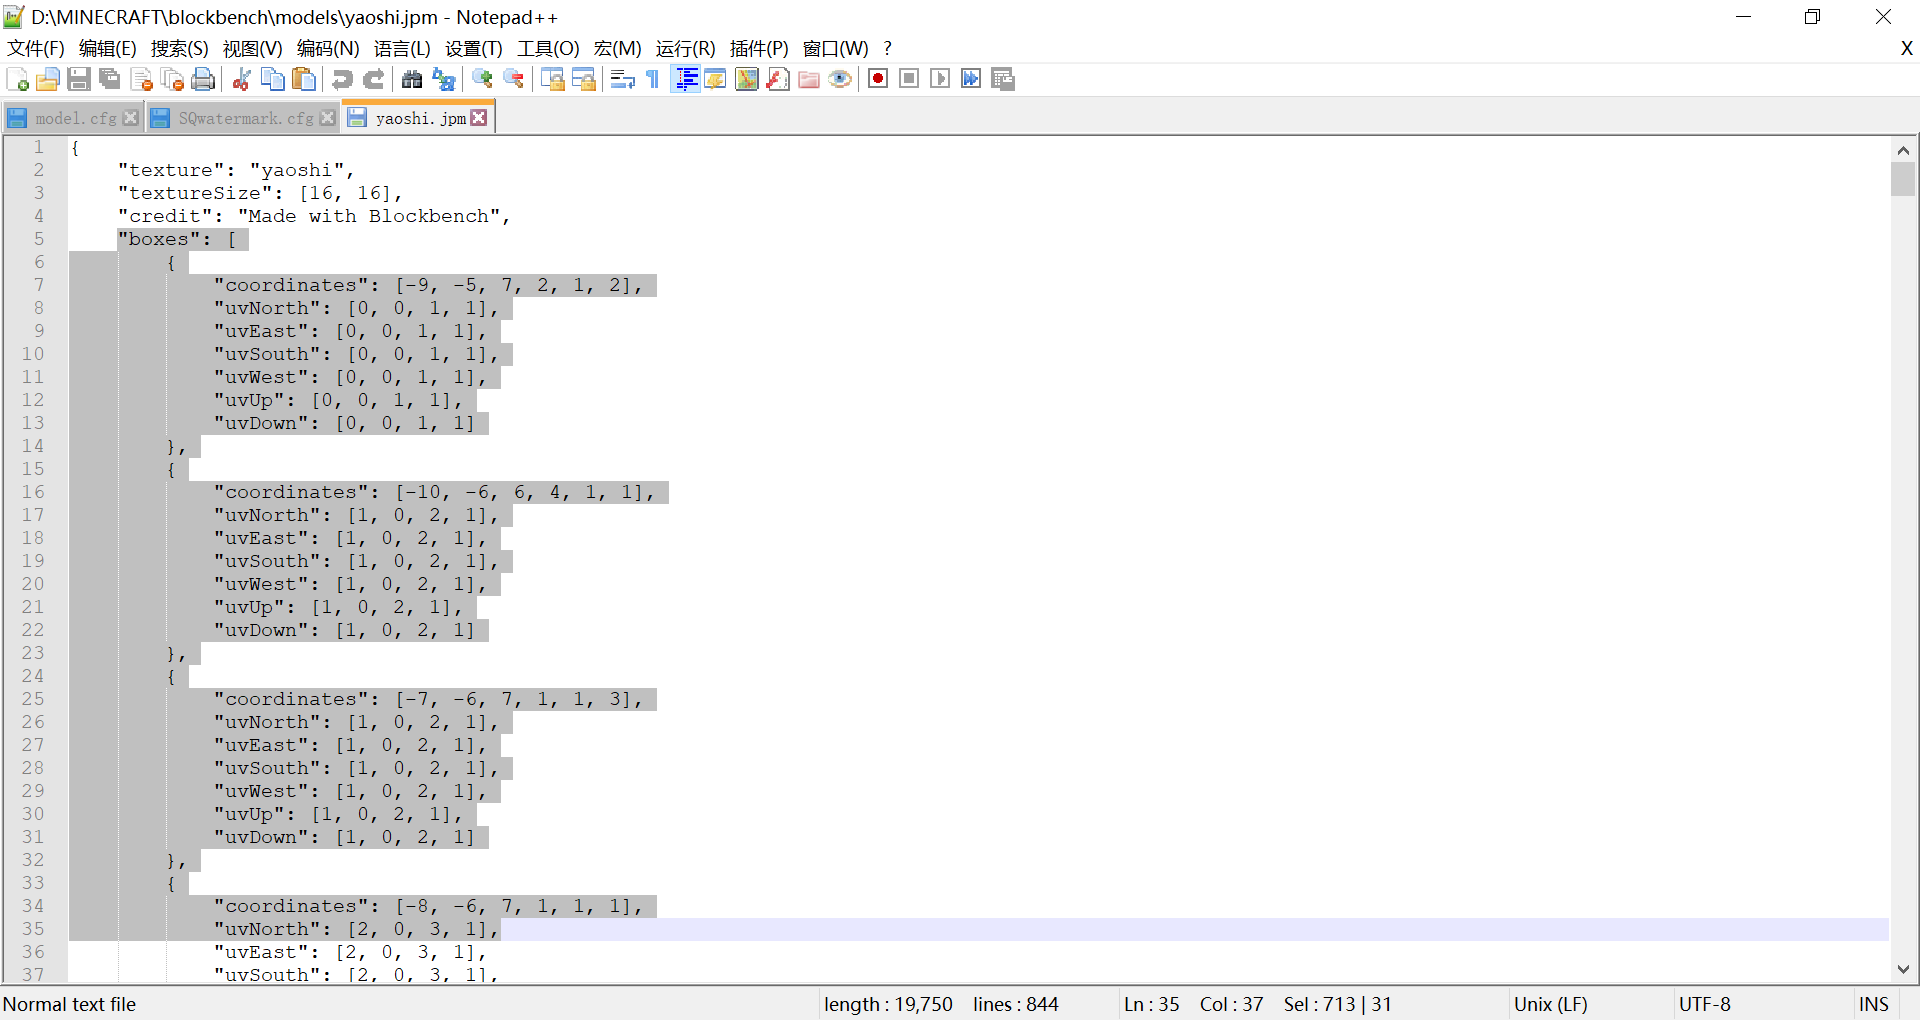 D:\MINECRAFT\blockbench\models\yaoshi.jpm - Notepad++
文件(F) 编辑(E) 搜索(S) 视图(V) 编码(N) 语言(L) 设置(T) 工具(O) 宏(M) 运行(R) 插件(P) 窗口(W) ? X
model.cfg SQwatermark.cfg yaoshi.jpm
1 {
2 "texture": "yaoshi",
3 "textureSize": [16, 16],
4 "credit": "Made with Blockbench",
5 "boxes": [
6 {
7 "coordinates": [-9, -5, 7, 2, 1, 2],
8 "uvNorth": [0, 0, 1, 1],
9 "uvEast": [0, 0, 1, 1],
10 "uvSouth": [0, 0, 1, 1],
11 "uvWest": [0, 0, 1, 1],
12 "uvUp": [0, 0, 1, 1],
13 "uvDown": [0, 0, 1, 1]
14 },
15 {
16 "coordinates": [-10, -6, 6, 4, 1, 1],
17 "uvNorth": [1, 0, 2, 1],
18 "uvEast": [1, 0, 2, 1],
19 "uvSouth": [1, 0, 2, 1],
20 "uvWest": [1, 0, 2, 1],
21 "uvUp": [1, 0, 2, 1],
22 "uvDown": [1, 0, 2, 1]
23 },
24 {
25 "coordinates": [-7, -6, 7, 1, 1, 3],
26 "uvNorth": [1, 0, 2, 1],
27 "uvEast": [1, 0, 2, 1],
28 "uvSouth": [1, 0, 2, 1],
29 "uvWest": [1, 0, 2, 1],
30 "uvUp": [1, 0, 2, 1],
31 "uvDown": [1, 0, 2, 1]
32 },
33 {
34 "coordinates": [-8, -6, 7, 1, 1, 1],
35 "uvNorth": [2, 0, 3, 1],
36 "uvEast": [2, 0, 3, 1],
37 "uvSouth": [2, 0, 3, 1],
Normal text file length : 19,750 lines : 844 Ln : 35 Col : 37 Sel : 713 | 31 Unix (LF) UTF-8 INS